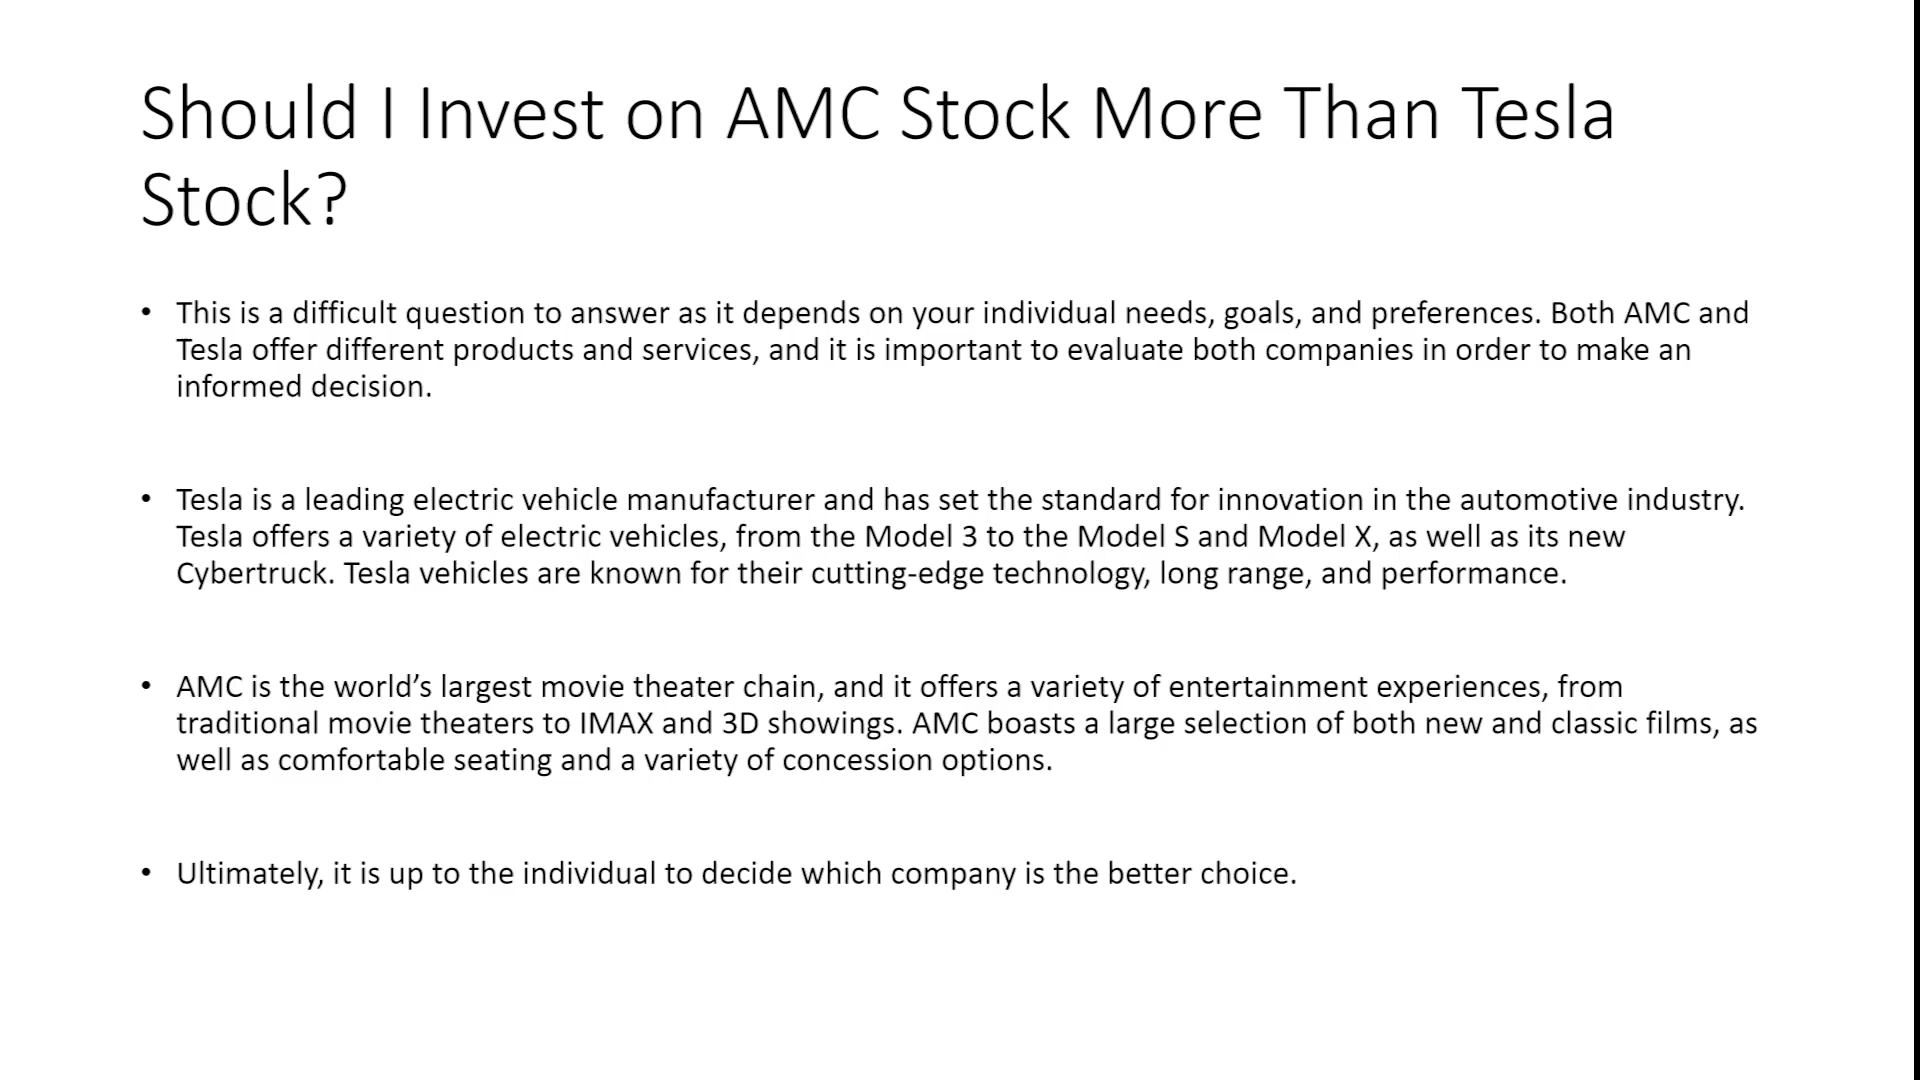 Should I Invest on AMC Stock More Than Tesla
Stock?
• This is a difficult question to answer as it depends on your individual needs, goals, and preferences. Both AMC and
Tesla offer different products and services, and it is important to evaluate both companies in order to make an
informed decision.
• Tesla is a leading electric vehicle manufacturer and has set the standard for innovation in the automotive industry.
Tesla offers a variety of electric vehicles, from the Model 3 to the Model S and Model X, as well as its new
Cybertruck. Tesla vehicles are known for their cutting-edge technology, long range, and performance.
• AMC is the world’s largest movie theater chain, and it offers a variety of entertainment experiences, from
traditional movie theaters to IMAX and 3D showings. AMC boasts a large selection of both new and classic films, as
well as comfortable seating and a variety of concession options.
• Ultimately, it is up to the individual to decide which company is the better choice.